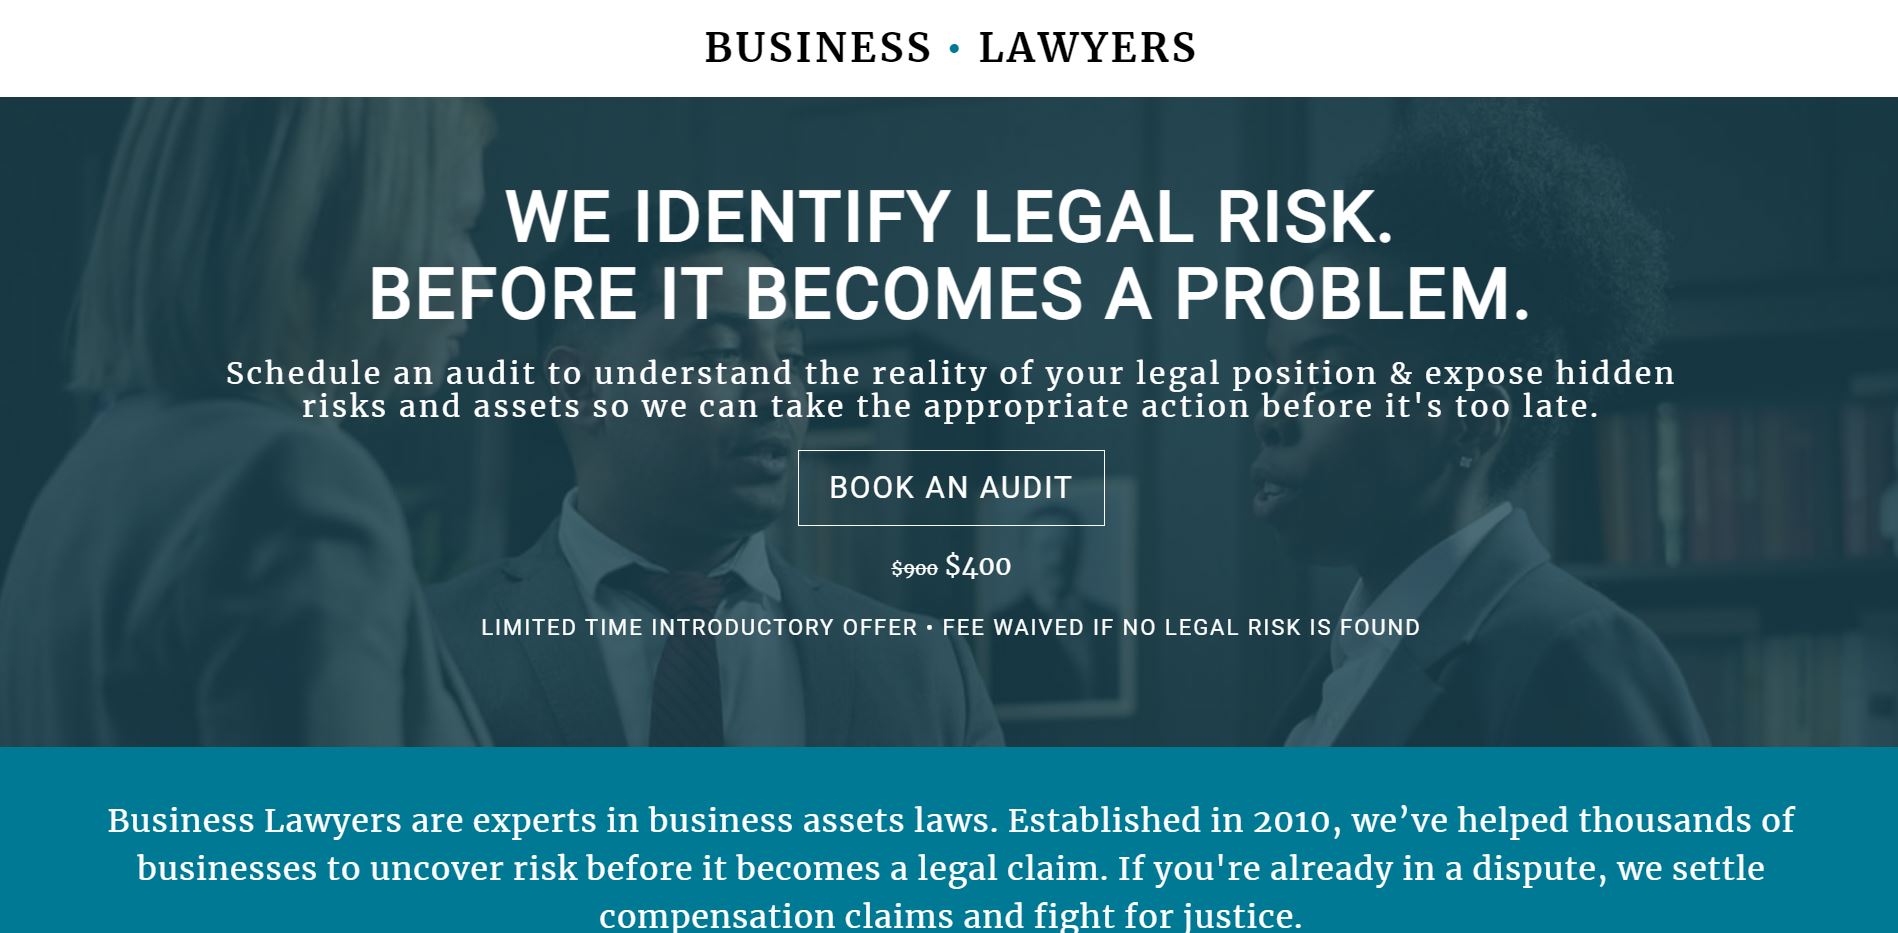 BUSINESS • LAWYERS
WE IDENTIFY LEGAL RISK.
BEFORE IT BECOMES A PROBLEM.
Schedule an audit to understand the reality of your legal position & expose hidden
risks and assets so we can take the appropriate action before it's too late.
BOOK AN AUDIT
$900 $400
LIMITED TIME INTRODUCTORY OFFER • FEE WAIVED IF NO LEGAL RISK IS FOUND
Business Lawyers are experts in business assets laws. Established in 2010, we’ve helped thousands of
businesses to uncover risk before it becomes a legal claim. If you're already in a dispute, we settle
compensation claims and fight for justice.